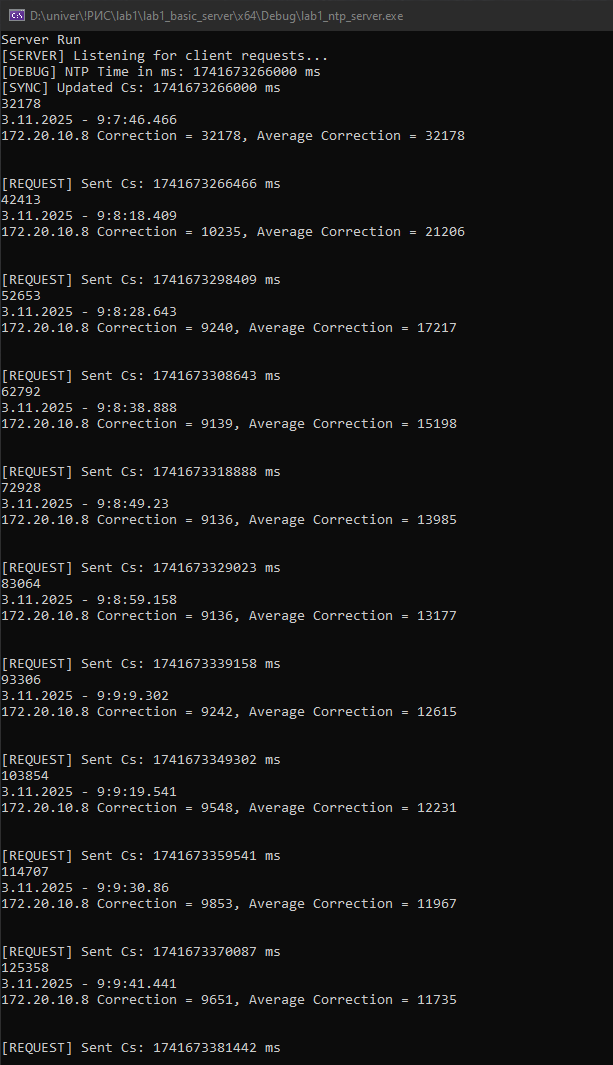 D:\univer\!РИС\lab1\lab1_basic_server\x64\Debug\lab1_ntp_server.exe
Server Run
[SERVER] Listening for client requests...
[DEBUG] NTP Time in ms: 1741673266000 ms
[SYNC] Updated Cs: 1741673266000 ms
32178
3.11.2025 - 9:7:46.466
172.20.10.8 Correction = 32178, Average Correction = 32178
[REQUEST] Sent Cs: 1741673266466 ms
42413
3.11.2025 - 9:8:18.409
172.20.10.8 Correction = 10235, Average Correction = 21206
[REQUEST] Sent Cs: 1741673298409 ms
52653
3.11.2025 - 9:8:28.643
172.20.10.8 Correction = 9240, Average Correction = 17217
[REQUEST] Sent Cs: 1741673308643 ms
62792
3.11.2025 - 9:8:38.888
172.20.10.8 Correction = 9139, Average Correction = 15198
[REQUEST] Sent Cs: 1741673318888 ms
72928
3.11.2025 - 9:8:49.23
172.20.10.8 Correction = 9136, Average Correction = 13985
[REQUEST] Sent Cs: 1741673329023 ms
83064
3.11.2025 - 9:8:59.158
172.20.10.8 Correction = 9136, Average Correction = 13177
[REQUEST] Sent Cs: 1741673339158 ms
93306
3.11.2025 - 9:9:9.302
172.20.10.8 Correction = 9242, Average Correction = 12615
[REQUEST] Sent Cs: 1741673349302 ms
103854
3.11.2025 - 9:9:19.541
172.20.10.8 Correction = 9548, Average Correction = 12231
[REQUEST] Sent Cs: 1741673359541 ms
114707
3.11.2025 - 9:9:30.86
172.20.10.8 Correction = 9853, Average Correction = 11967
[REQUEST] Sent Cs: 1741673370087 ms
125358
3.11.2025 - 9:9:41.441
172.20.10.8 Correction = 9651, Average Correction = 11735
[REQUEST] Sent Cs: 1741673381442 ms